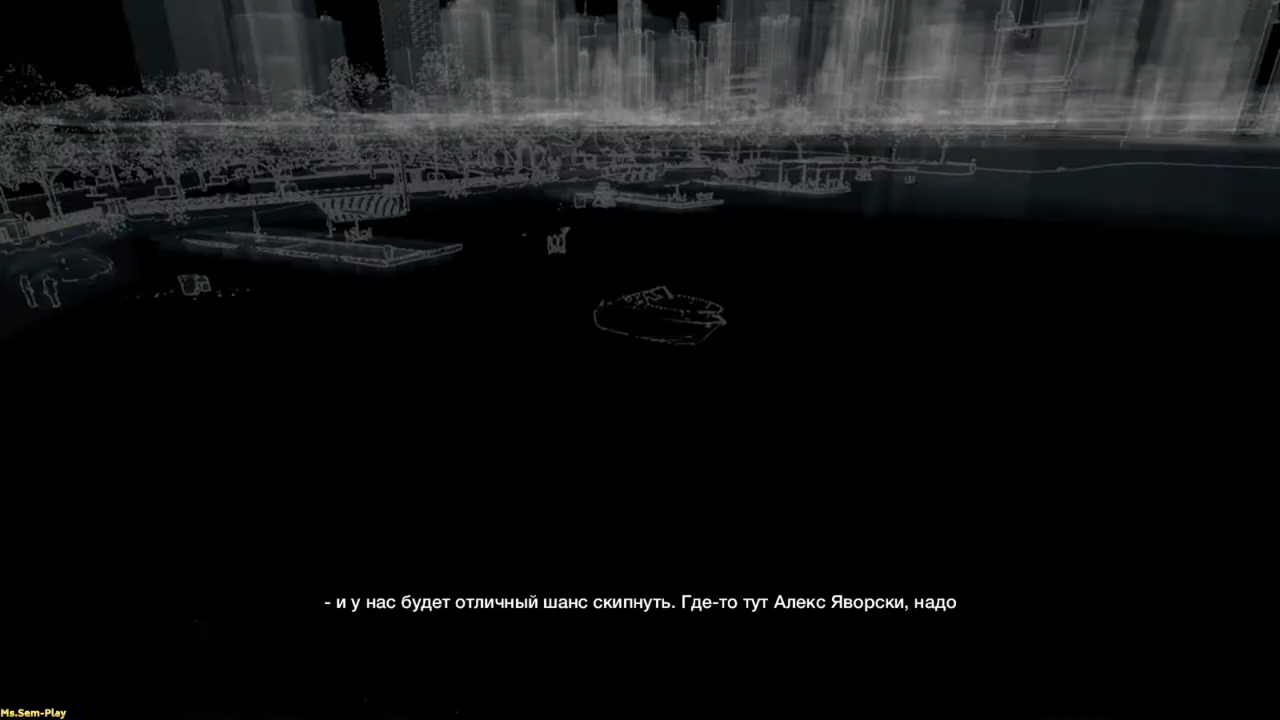 - и у нас будет отличный шанс скипнуть. Где-то тут Алекс Яворски, надо
Ms.Sem-Play